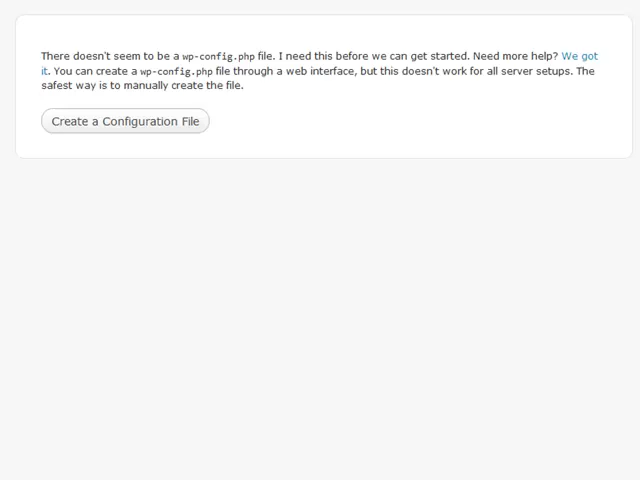 There doesn't seem to be a wp-config.php file. I need this before we can get started. Need more help? We got
it. You can create a wp-config.php file through a web interface, but this doesn't work for all server setups. The
safest way is to manually create the file.
Create a Configuration File